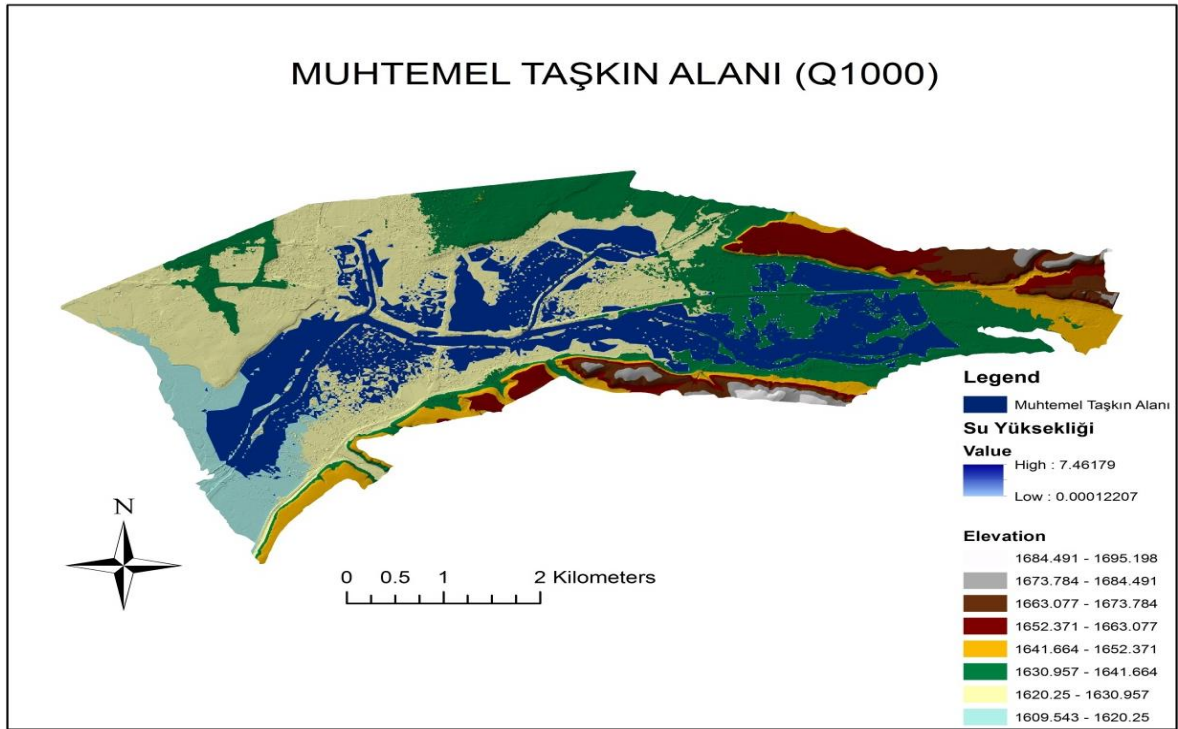 MUHTEMEL TAŞKIN ALANI (Q1000)
N
0 0.5 1 2 Kilometers
Legend
Muhtemel Taşkın Alanı
Su Yüksekliği
Value
High : 7.46179
Low : 0.00012207
Elevation
1684.491 - 1695.198
1673.784 - 1684.491
1663.077 - 1673.784
1652.371 - 1663.077
1641.664 - 1652.371
1630.957 - 1641.664
1620.25 - 1630.957
1609.543 - 1620.25